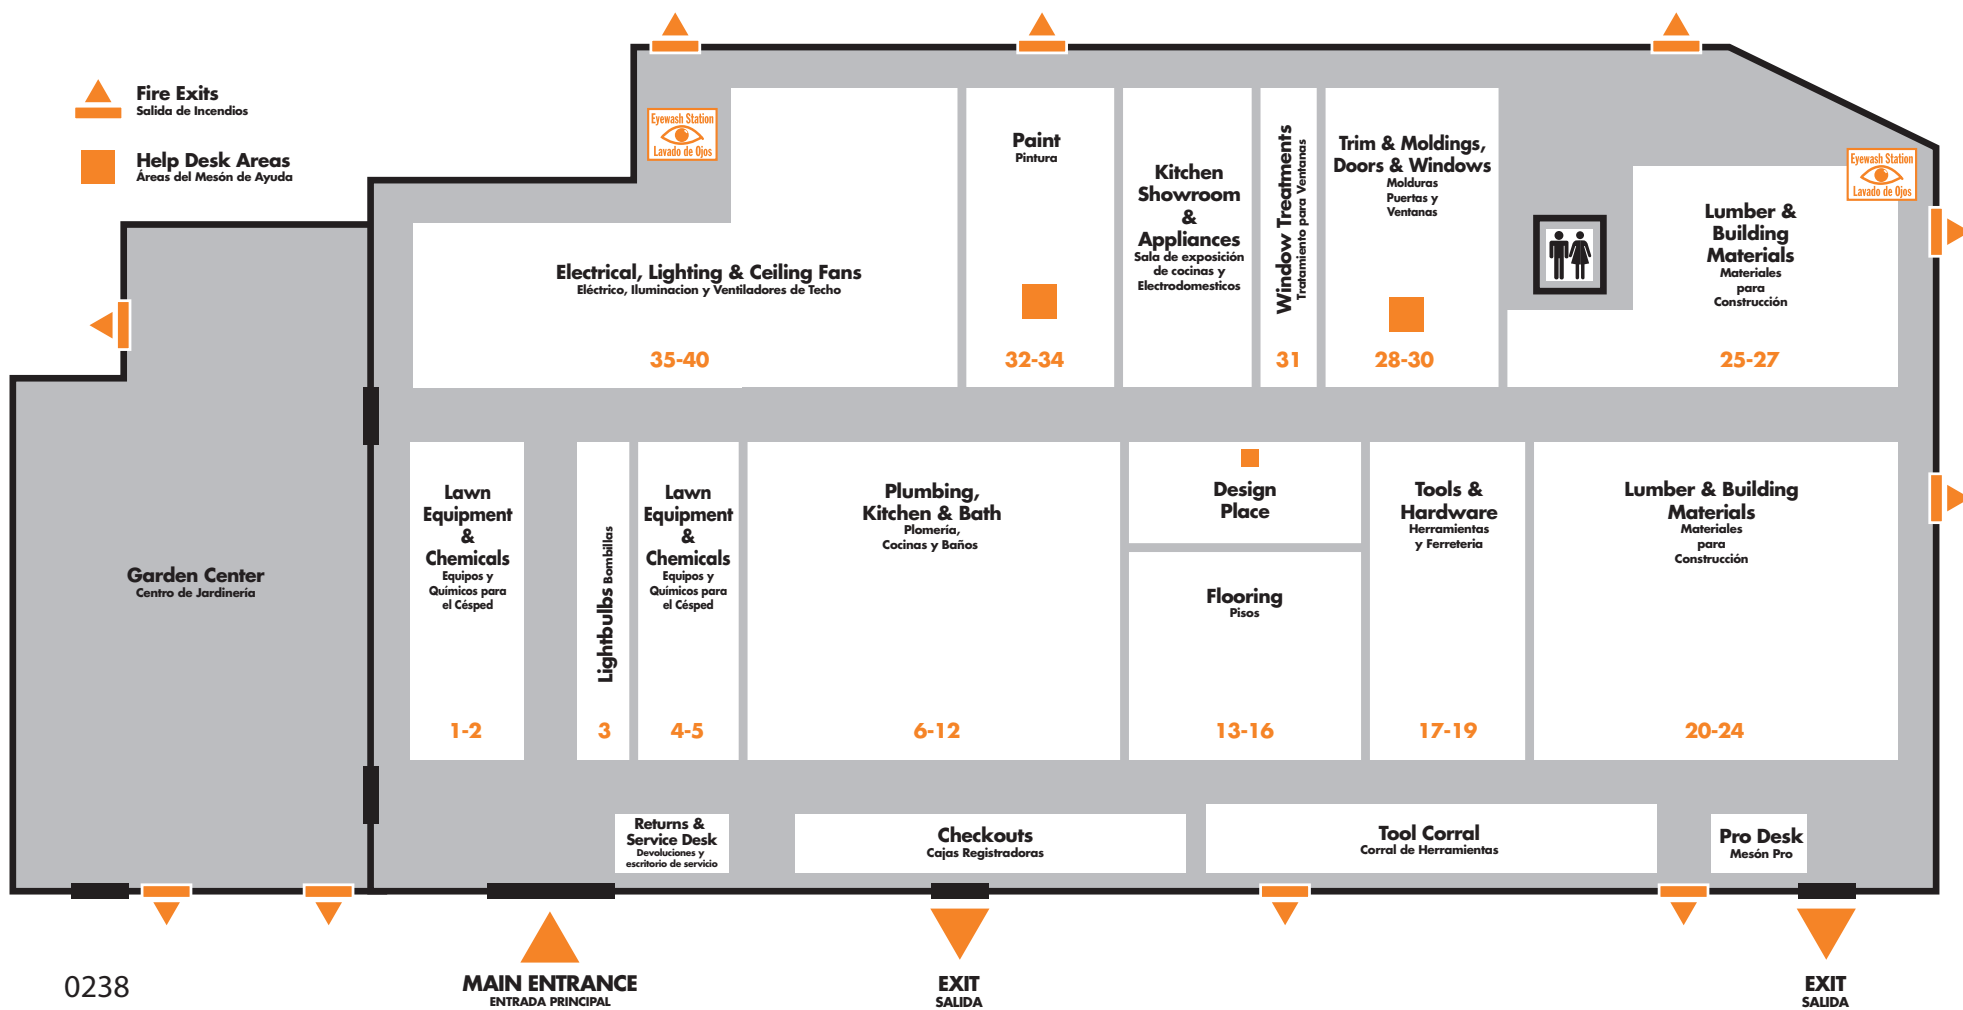 Fire Exits
Salida de Incendios
Help Desk Areas
Áreas del Mesón de Ayuda
Eyewash Station
Lavado de Ojos
Electrical, Lighting & Ceiling Fans
Eléctrico, Iluminacion y Ventiladores de Techo
35-40
Paint
Pintura
32-34
Kitchen
Showroom
&
Appliances
Sala de exposición
de cocinas y
Electrodomesticos
Window Treatments
Tratamiento para Ventanas
31
Trim & Moldings,
Doors & Windows
Molduras
Puertas y
Ventanas
28-30
Eyewash Station
Lavado de Ojos
Lumber &
Building
Materials
Materiales
para
Construcción
25-27
Garden Center
Centro de Jardinería
Lawn
Equipment
&
Chemicals
Equipos y
Químicos para
el Césped
1-2
Lightbulbs Bombillas
3
Lawn
Equipment
&
Chemicals
Equipos y
Químicos para
el Césped
4-5
Plumbing,
Kitchen & Bath
Plomería,
Cocinas y Baños
6-12
Design
Place
Flooring
Pisos
13-16
Tools &
Hardware
Herramientas
y Ferreteria
17-19
Lumber & Building
Materials
Materiales
para
Construcción
20-24
Returns &
Service Desk
Devoluciones y
escritorio de servicio
Checkouts
Cajas Registradoras
Tool Corral
Corral de Herramientas
Pro Desk
Mesón Pro
0238
MAIN ENTRANCE
ENTRADA PRINCIPAL
EXIT
SALIDA
EXIT
SALIDA